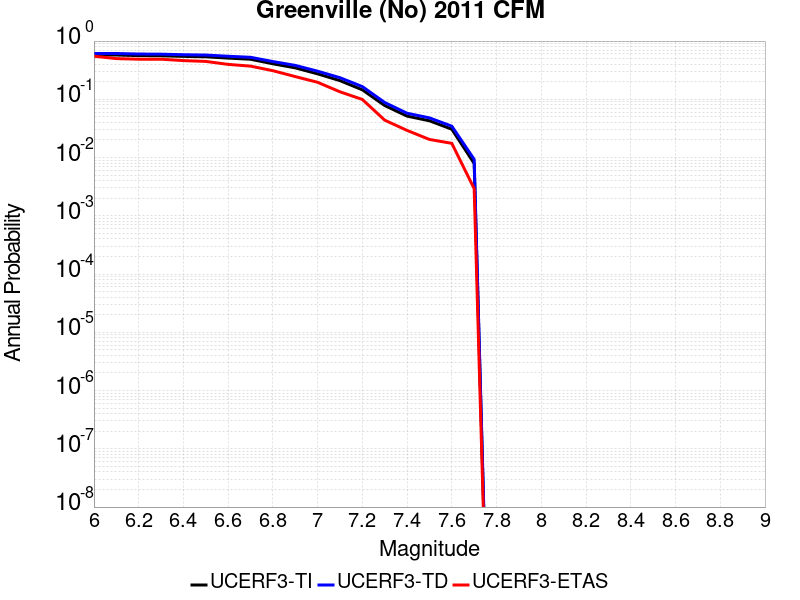 Greenville (No) 2011 CFM
10^0
10^-1
10^-2
10^-3
10^-4
10^-5
10^-6
10^-7
10^-8
Annual Probability
6 6.2 6.4 6.6 6.8 7 7.2 7.4 7.6 7.8 8 8.2 8.4 8.6 8.8 9
Magnitude
UCERF3-TI UCERF3-TD UCERF3-ETAS